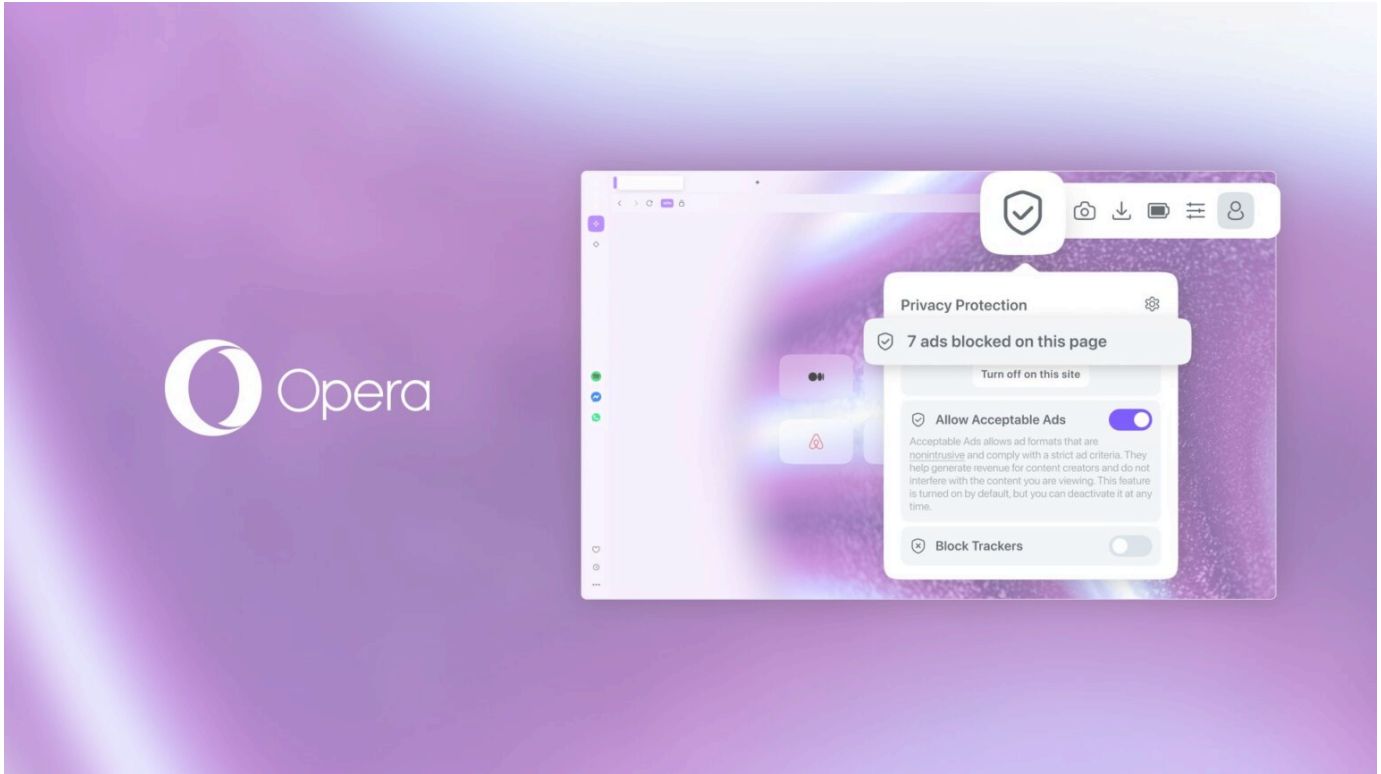 Opera
Privacy Protection
7 ads blocked on this page
Turn off on this site
Allow Acceptable Ads
Acceptable Ads allows ad formats that are
nonintrusive and comply with a strict ad criteria. They
help generate revenue for content creators and do not
interfere with the content you are viewing. This feature
is turned on by default, but you can deactivate it at any
time.
Block Trackers